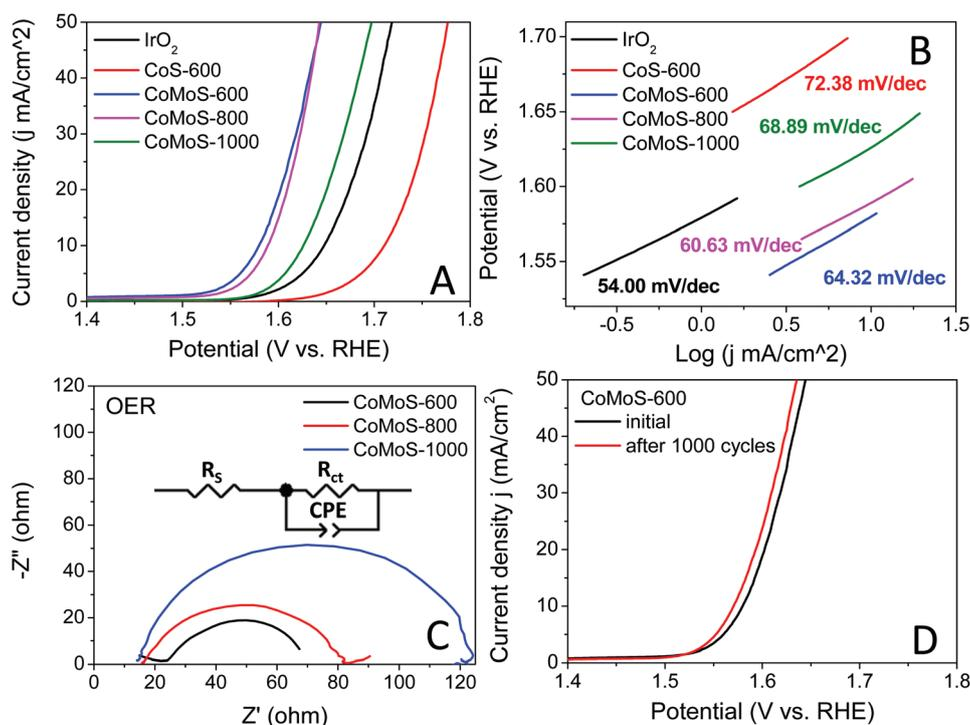 Current density (j mA/cm^2)
50
40
30
20
10
0
IrO2
CoS-600
CoMoS-600
CoMoS-800
CoMoS-1000
A
1.4
1.5
1.6
1.7
1.8
Potential (V vs. RHE)
Potential (V vs. RHE)
1.70
1.65
1.60
1.55
IrO2
CoS-600
CoMoS-600
CoMoS-800
CoMoS-1000
B
72.38 mV/dec
68.89 mV/dec
60.63 mV/dec
64.32 mV/dec
54.00 mV/dec
-0.5
0.0
0.5
1.0
1.5
Log (j mA/cm^2)
-Z" (ohm)
120
100
80
60
40
20
0
OER
CoMoS-600
CoMoS-800
CoMoS-1000
RS
Rct
CPE
C
0
20
40
60
80
100
120
Z' (ohm)
Current density j (mA/cm2)
50
40
30
20
10
0
CoMoS-600
initial
after 1000 cycles
D
1.4
1.5
1.6
1.7
1.8
Potential (V vs. RHE)